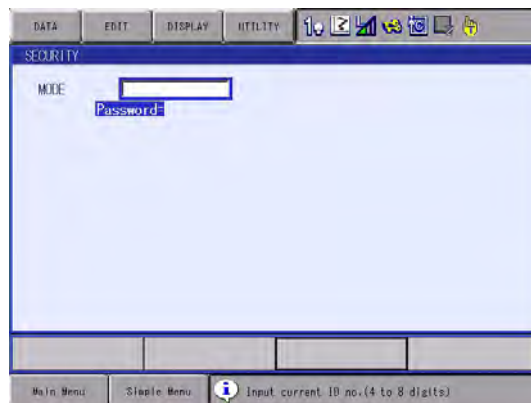 DATA EDIT DISPLAY UTILITY
SECURITY
MODE
Password=
Main Menu Simple Menu Input current ID no.(4 to 8 digits)